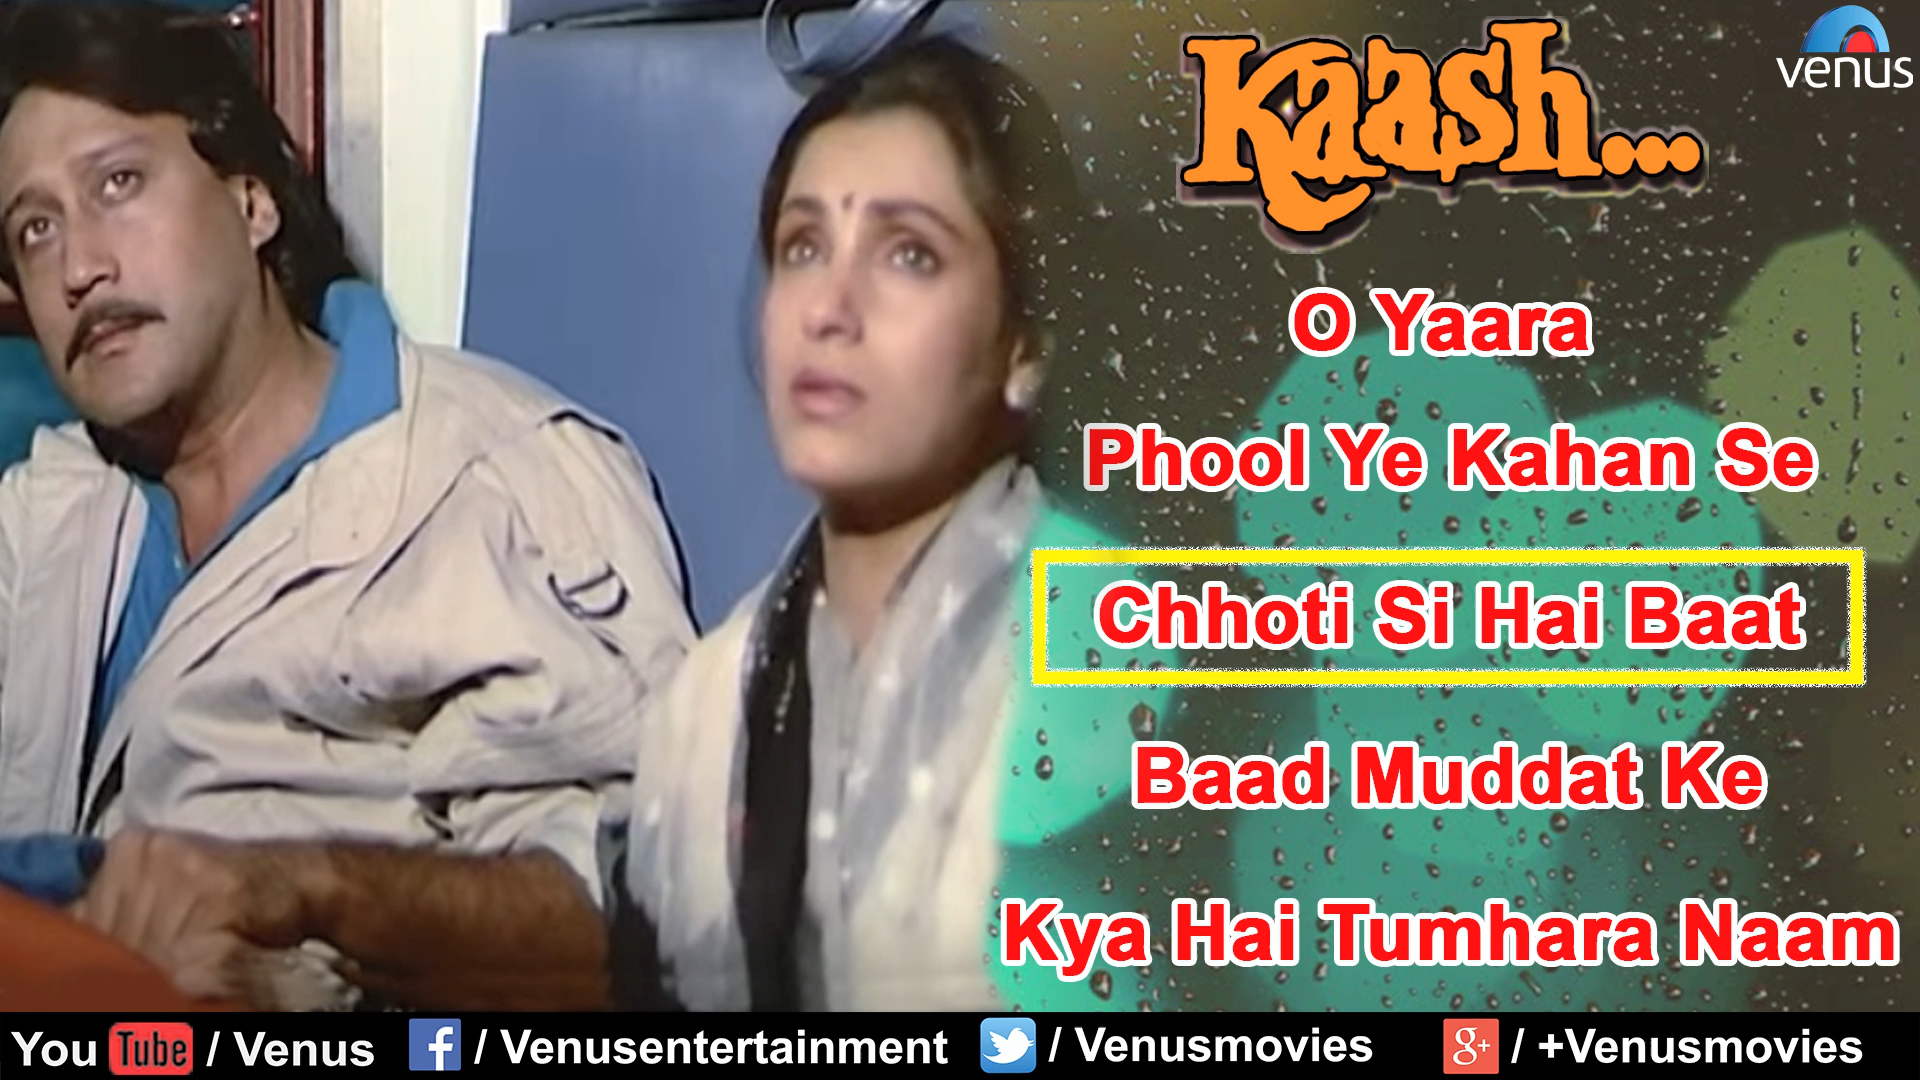 Kaash...
venus
O Yaara
Phool Ye Kahan Se
Chhoti Si Hai Baat
Baad Muddat Ke
Kya Hai Tumhara Naam
You Tube / Venus f / Venusentertainment / Venusmovies g+ / +Venusmovies